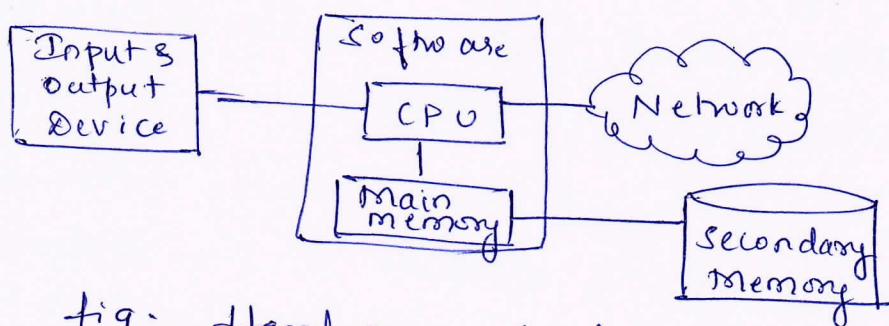 Input &
Output
Device
Software
CPU
Main
Memory
Network
Secondary
Memory
fig.